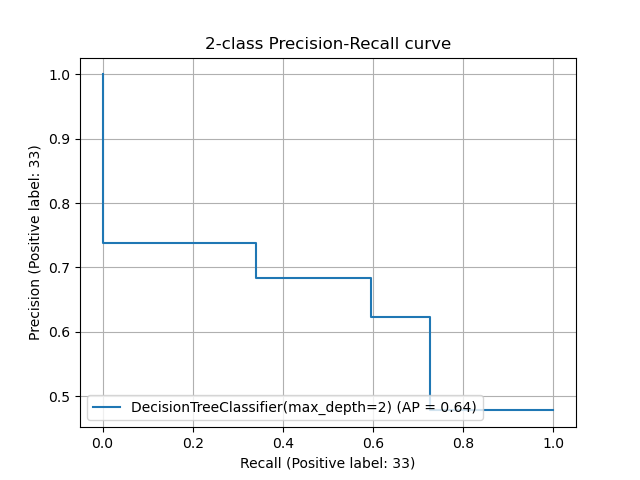 2-class Precision-Recall curve
1.0
0.9
0.8
0.7
0.6
0.5
Precision (Positive label: 33)
DecisionTreeClassifier(max_depth=2) (AP = 0.64)
0.0 0.2 0.4 0.6 0.8 1.0
Recall (Positive label: 33)